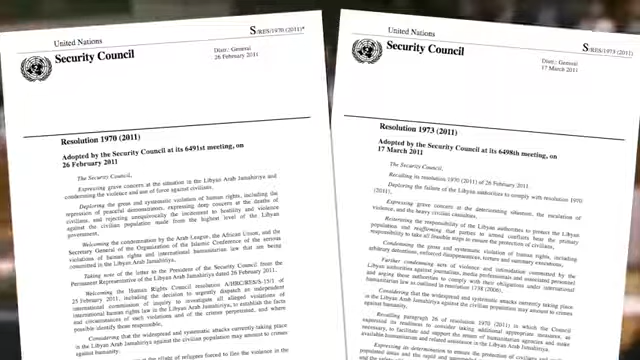 United Nations
S/RES/1970 (2011)*
Security Council
Distr.: General
26 February 2011
Resolution 1970 (2011)
Adopted by the Security Council at its 6491st meeting, on
26 February 2011
The Security Council,
Expressing grave concern at the situation in the Libyan Arab Jamahiriya and
condemning the violence and use of force against civilians,
Deploring the gross and systematic violation of human rights, including the
repression of peaceful demonstrators, expressing deep concern at the deaths of
civilians, and rejecting unequivocally the incitement to hostility and violence
against the civilian population made from the highest level of the Libyan
government,
Welcoming the condemnation by the Arab League, the African Union, and the
Secretary General of the Organization of the Islamic Conference of the serious
violations of human rights and international humanitarian law that are being
committed in the Libyan Arab Jamahiriya,
Taking note of the letter to the President of the Security Council from the
Permanent Representative of the Libyan Arab Jamahiriya dated 26 February 2011,
Welcoming the Human Rights Council resolution A/HRC/RES/S-15/1 of
25 February 2011, including the decision to urgently dispatch an independent
international commission of inquiry to investigate all alleged violations of
international human rights law in the Libyan Arab Jamahiriya, to establish the facts
and circumstances of such violations and of the crimes perpetrated, and where
possible identify those responsible,
Considering that the widespread and systematic attacks currently taking place
in the Libyan Arab Jamahiriya against the civilian population may amount to crimes
against humanity,
at the plight of refugees forced to flee the violence in the
United Nations
S/RES/1973 (2011)
Security Council
Distr.: General
17 March 2011
Resolution 1973 (2011)
Adopted by the Security Council at its 6498th meeting, on
17 March 2011
The Security Council,
Recalling its resolution 1970 (2011) of 26 February 2011,
Deploring the failure of the Libyan authorities to comply with resolution 1970
(2011),
Expressing grave concern at the deteriorating situation, the escalation of
violence, and the heavy civilian casualties,
Reiterating the responsibility of the Libyan authorities to protect the Libyan
population and reaffirming that parties to armed conflicts bear the primary
responsibility to take all feasible steps to ensure the protection of civilians,
Condemning the gross and systematic violation of human rights, including
arbitrary detentions, enforced disappearances, torture and summary executions,
Further condemning acts of violence and intimidation committed by the
Libyan authorities against journalists, media professionals and associated personnel
and urging these authorities to comply with their obligations under international
humanitarian law as outlined in resolution 1738 (2006),
Considering that the widespread and systematic attacks currently taking place
in the Libyan Arab Jamahiriya against the civilian population may amount to crimes
against humanity,
Recalling paragraph 26 of resolution 1970 (2011) in which the Council
expressed its readiness to consider taking additional appropriate measures, as
necessary, to facilitate and support the return of humanitarian agencies and make
available humanitarian and related assistance in the Libyan Arab Jamahiriya,
Expressing its determination to ensure the protection of civilians and
populated areas and the rapid and unimpeded